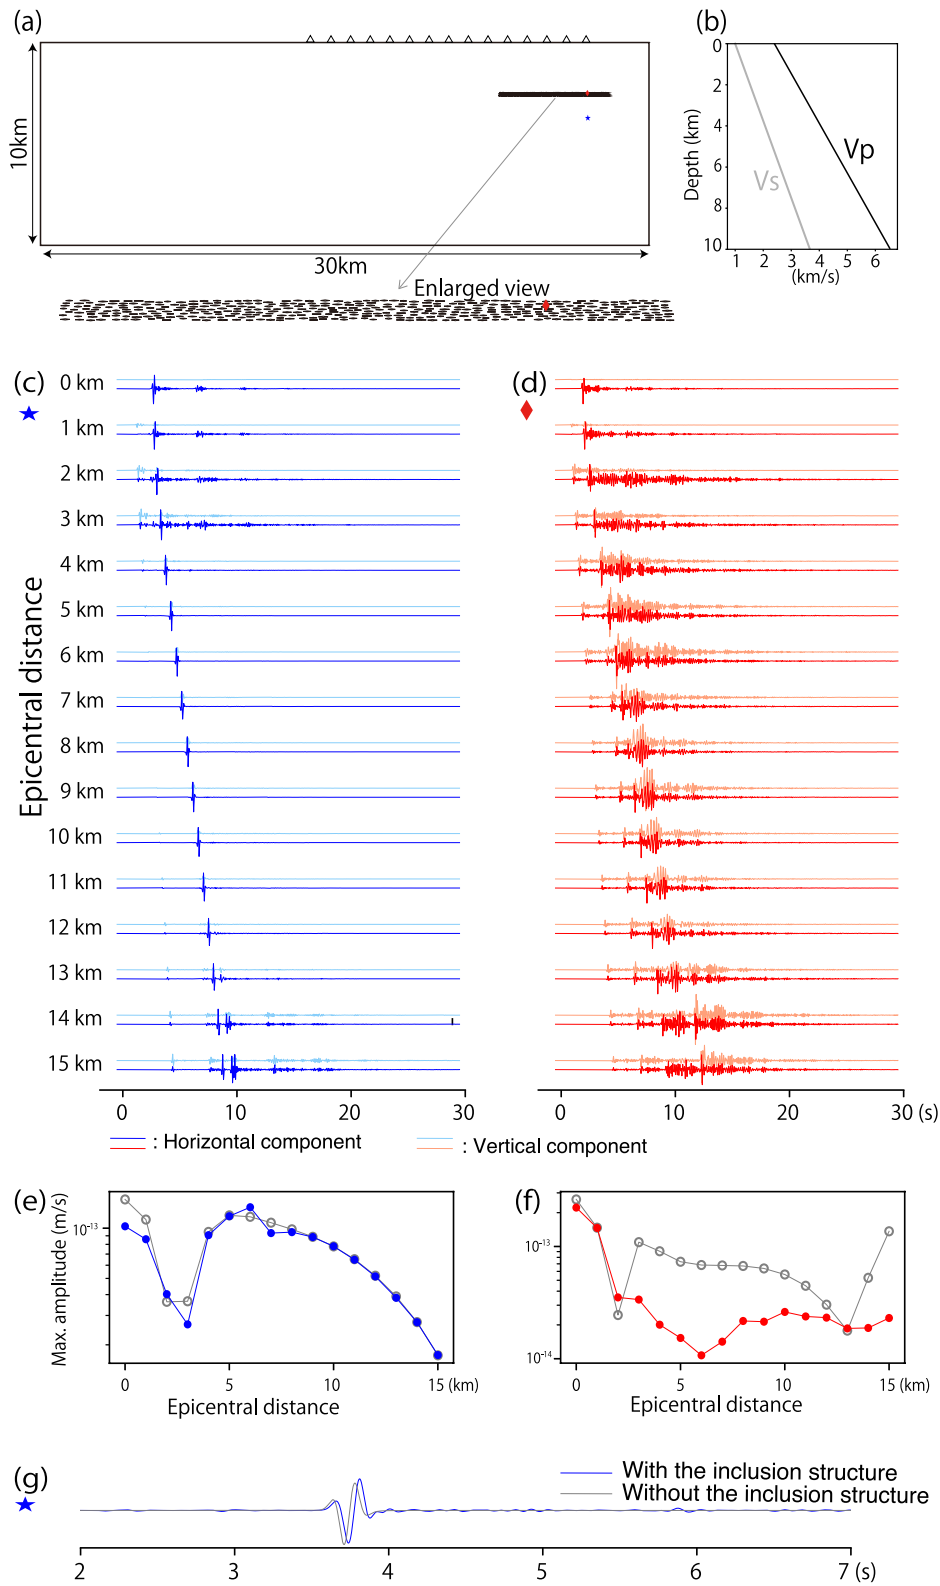 (a)
10km
30km
Enlarged view
(b)
0
2
4
6
8
10
Depth (km)
Vp
Vs
1 2 3 4 5 6
(km/s)
(c)
0 km
1 km
2 km
3 km
4 km
5 km
6 km
7 km
8 km
9 km
10 km
11 km
12 km
13 km
14 km
15 km
Epicentral distance
0 10 20 30
(d)
0 10 20 30 (s)
: Horizontal component
: Vertical component
(e)
Max. amplitude (m/s)
10-13
0 5 10 15 (km)
Epicentral distance
(f)
10-13
10-14
0 5 10 15 (km)
Epicentral distance
(g)
With the inclusion structure
Without the inclusion structure
2 3 4 5 6 7 (s)